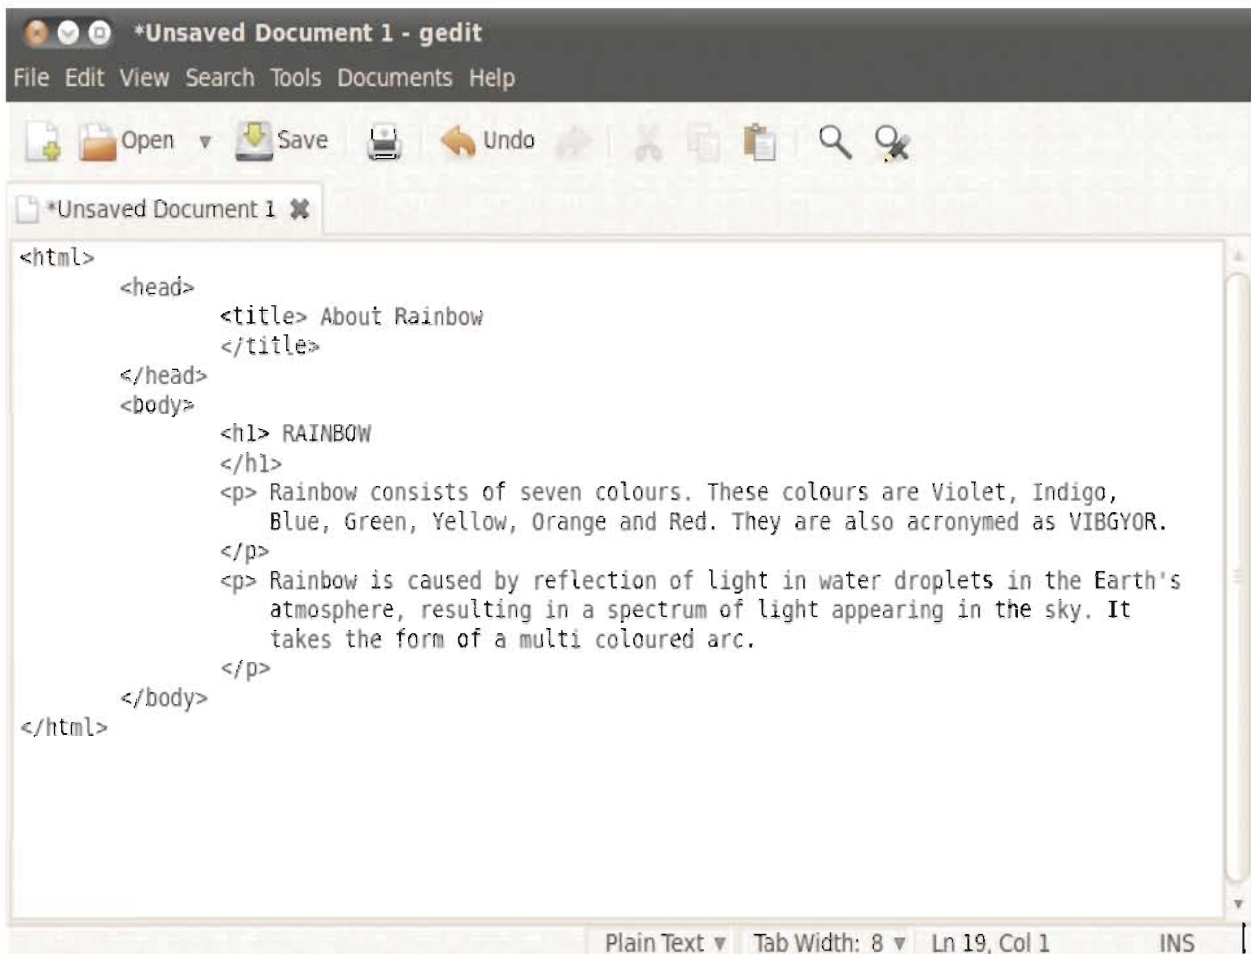 *Unsaved Document 1 - gedit
File Edit View Search Tools Documents Help
Open Save Undo
*Unsaved Document 1
<html>
<head>
<title> About Rainbow
</title>
</head>
<body>
<h1> RAINBOW
</h1>
<p> Rainbow consists of seven colours. These colours are Violet, Indigo,
Blue, Green, Yellow, Orange and Red. They are also acronymed as VIBGYOR.
</p>
<p> Rainbow is caused by reflection of light in water droplets in the Earth's
atmosphere, resulting in a spectrum of light appearing in the sky. It
takes the form of a multi coloured arc.
</p>
</body>
</html>
Plain Text Tab Width: 8 Ln 19, Col 1 INS